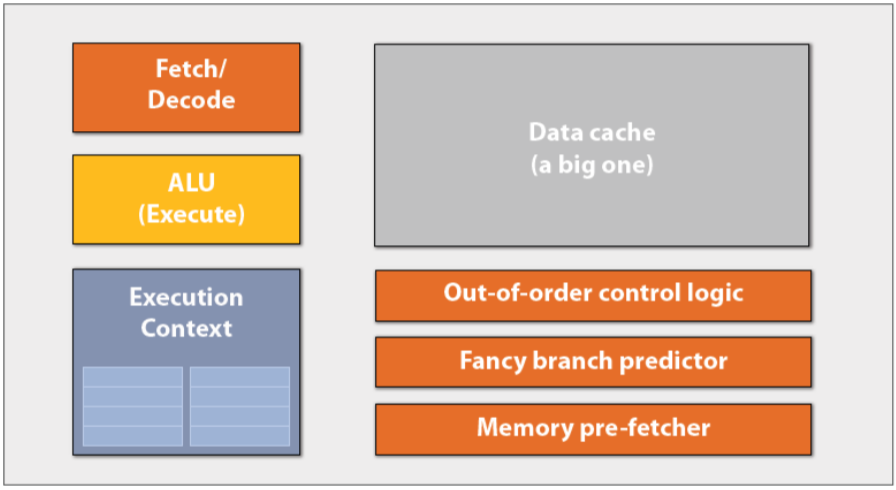 Fetch/
Decode
ALU
(Execute)
Execution
Context
Data cache
(a big one)
Out-of-order control logic
Fancy branch predictor
Memory pre-fetcher